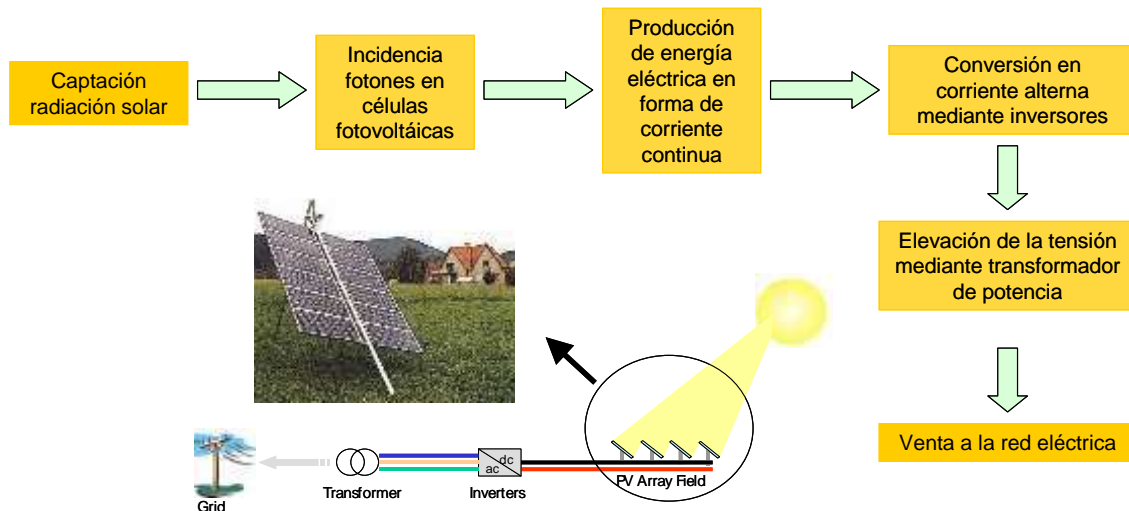 Captación
radiación solar
Incidencia
fotones en
células
fotovoltáicas
Producción
de energía
eléctrica en
forma de
corriente
continua
Conversión en
corriente alterna
mediante inversores
Elevación de la tensión
mediante transformador
de potencia
Venta a la red eléctrica
dc
ac
Grid
Transformer
Inverters
PV Array Field